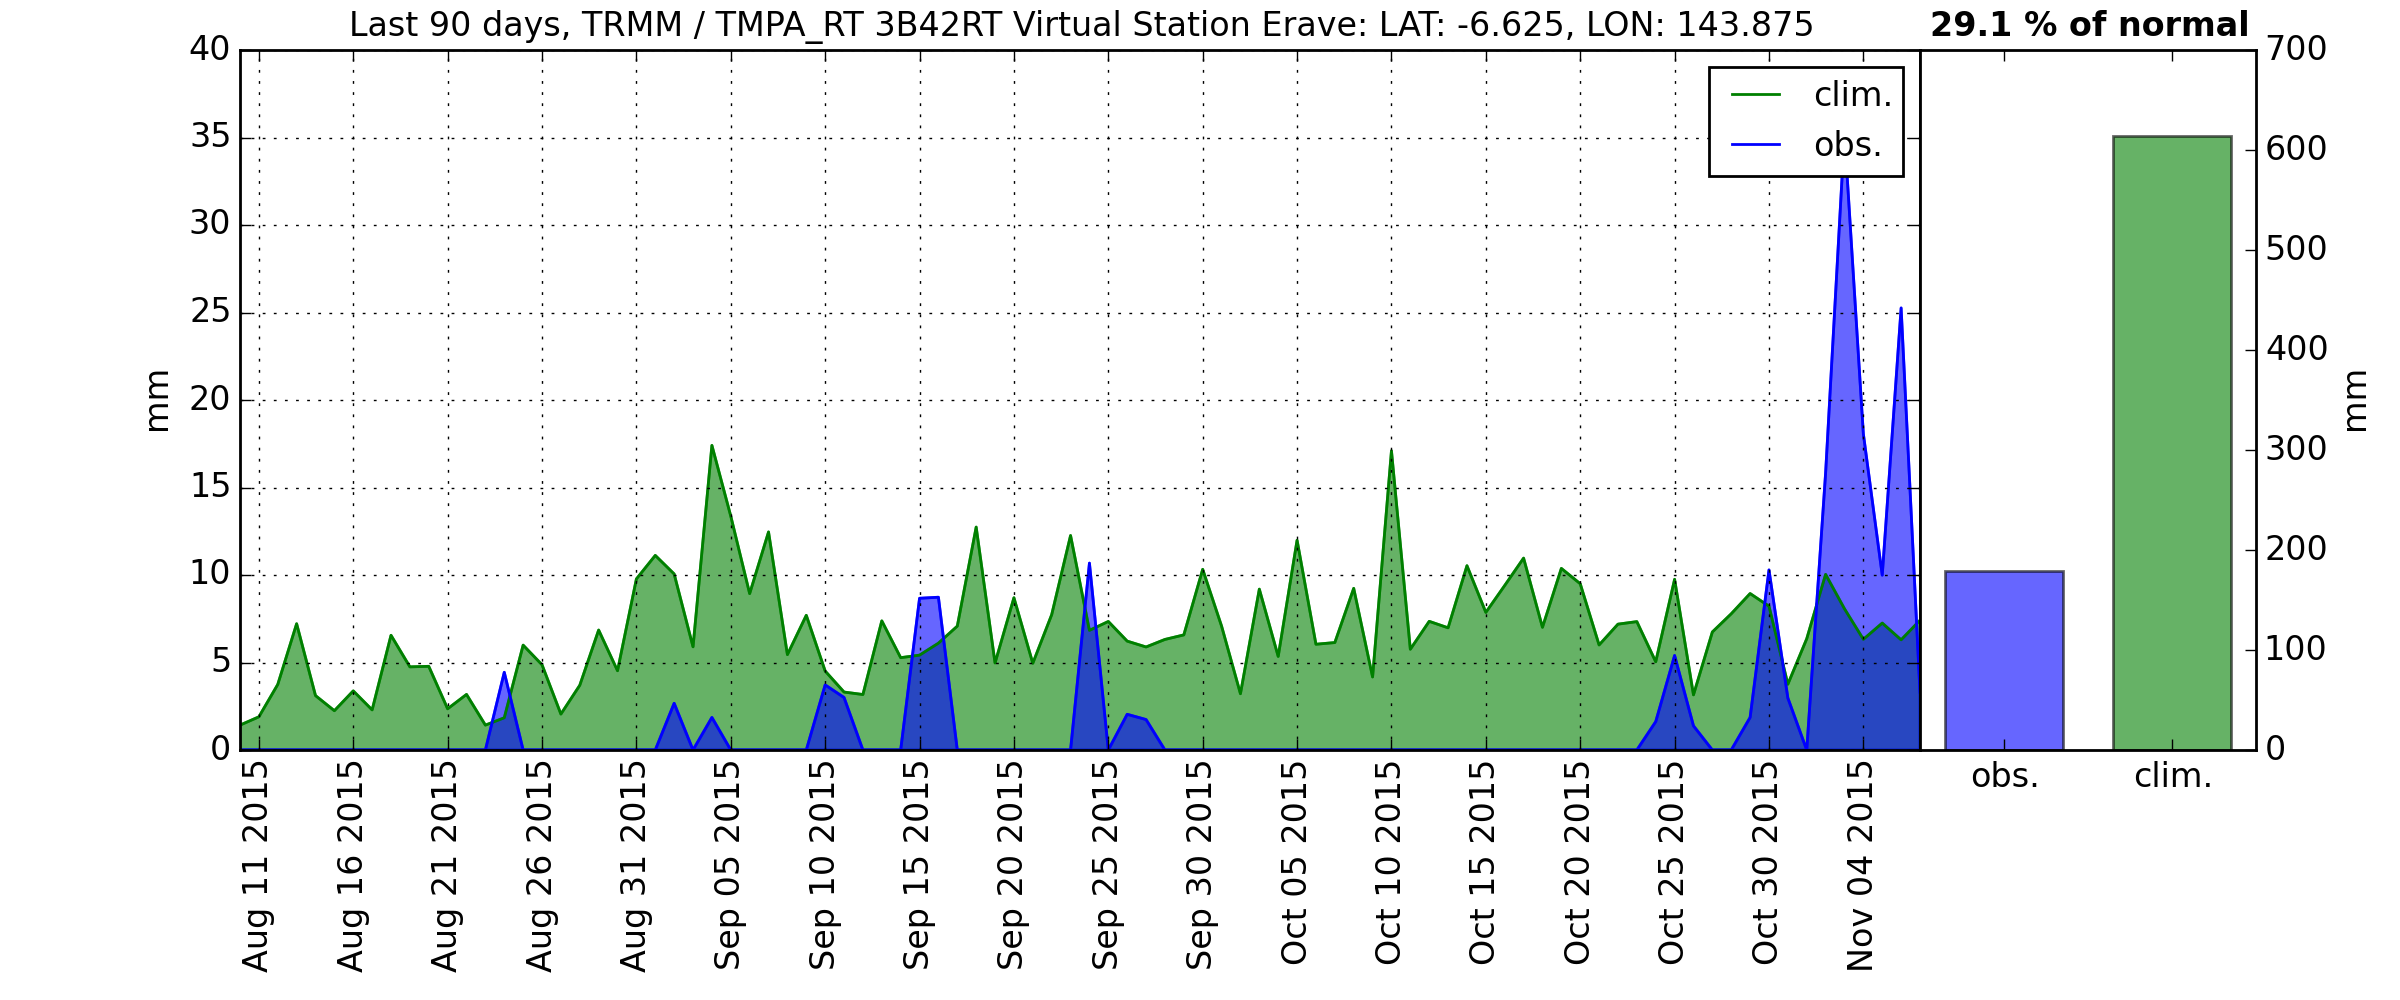 Last 90 days, TRMM / TMPA_RT 3B42RT Virtual Station Erave: LAT: -6.625, LON: 143.875
29.1 % of normal
40
35
30
25
20
15
10
5
0
mm
clim.
obs.
700
600
500
400
300
200
100
0
mm
Aug 11 2015
Aug 16 2015
Aug 21 2015
Aug 26 2015
Aug 31 2015
Sep 05 2015
Sep 10 2015
Sep 15 2015
Sep 20 2015
Sep 25 2015
Sep 30 2015
Oct 05 2015
Oct 10 2015
Oct 15 2015
Oct 20 2015
Oct 25 2015
Oct 30 2015
Nov 04 2015
obs.
clim.